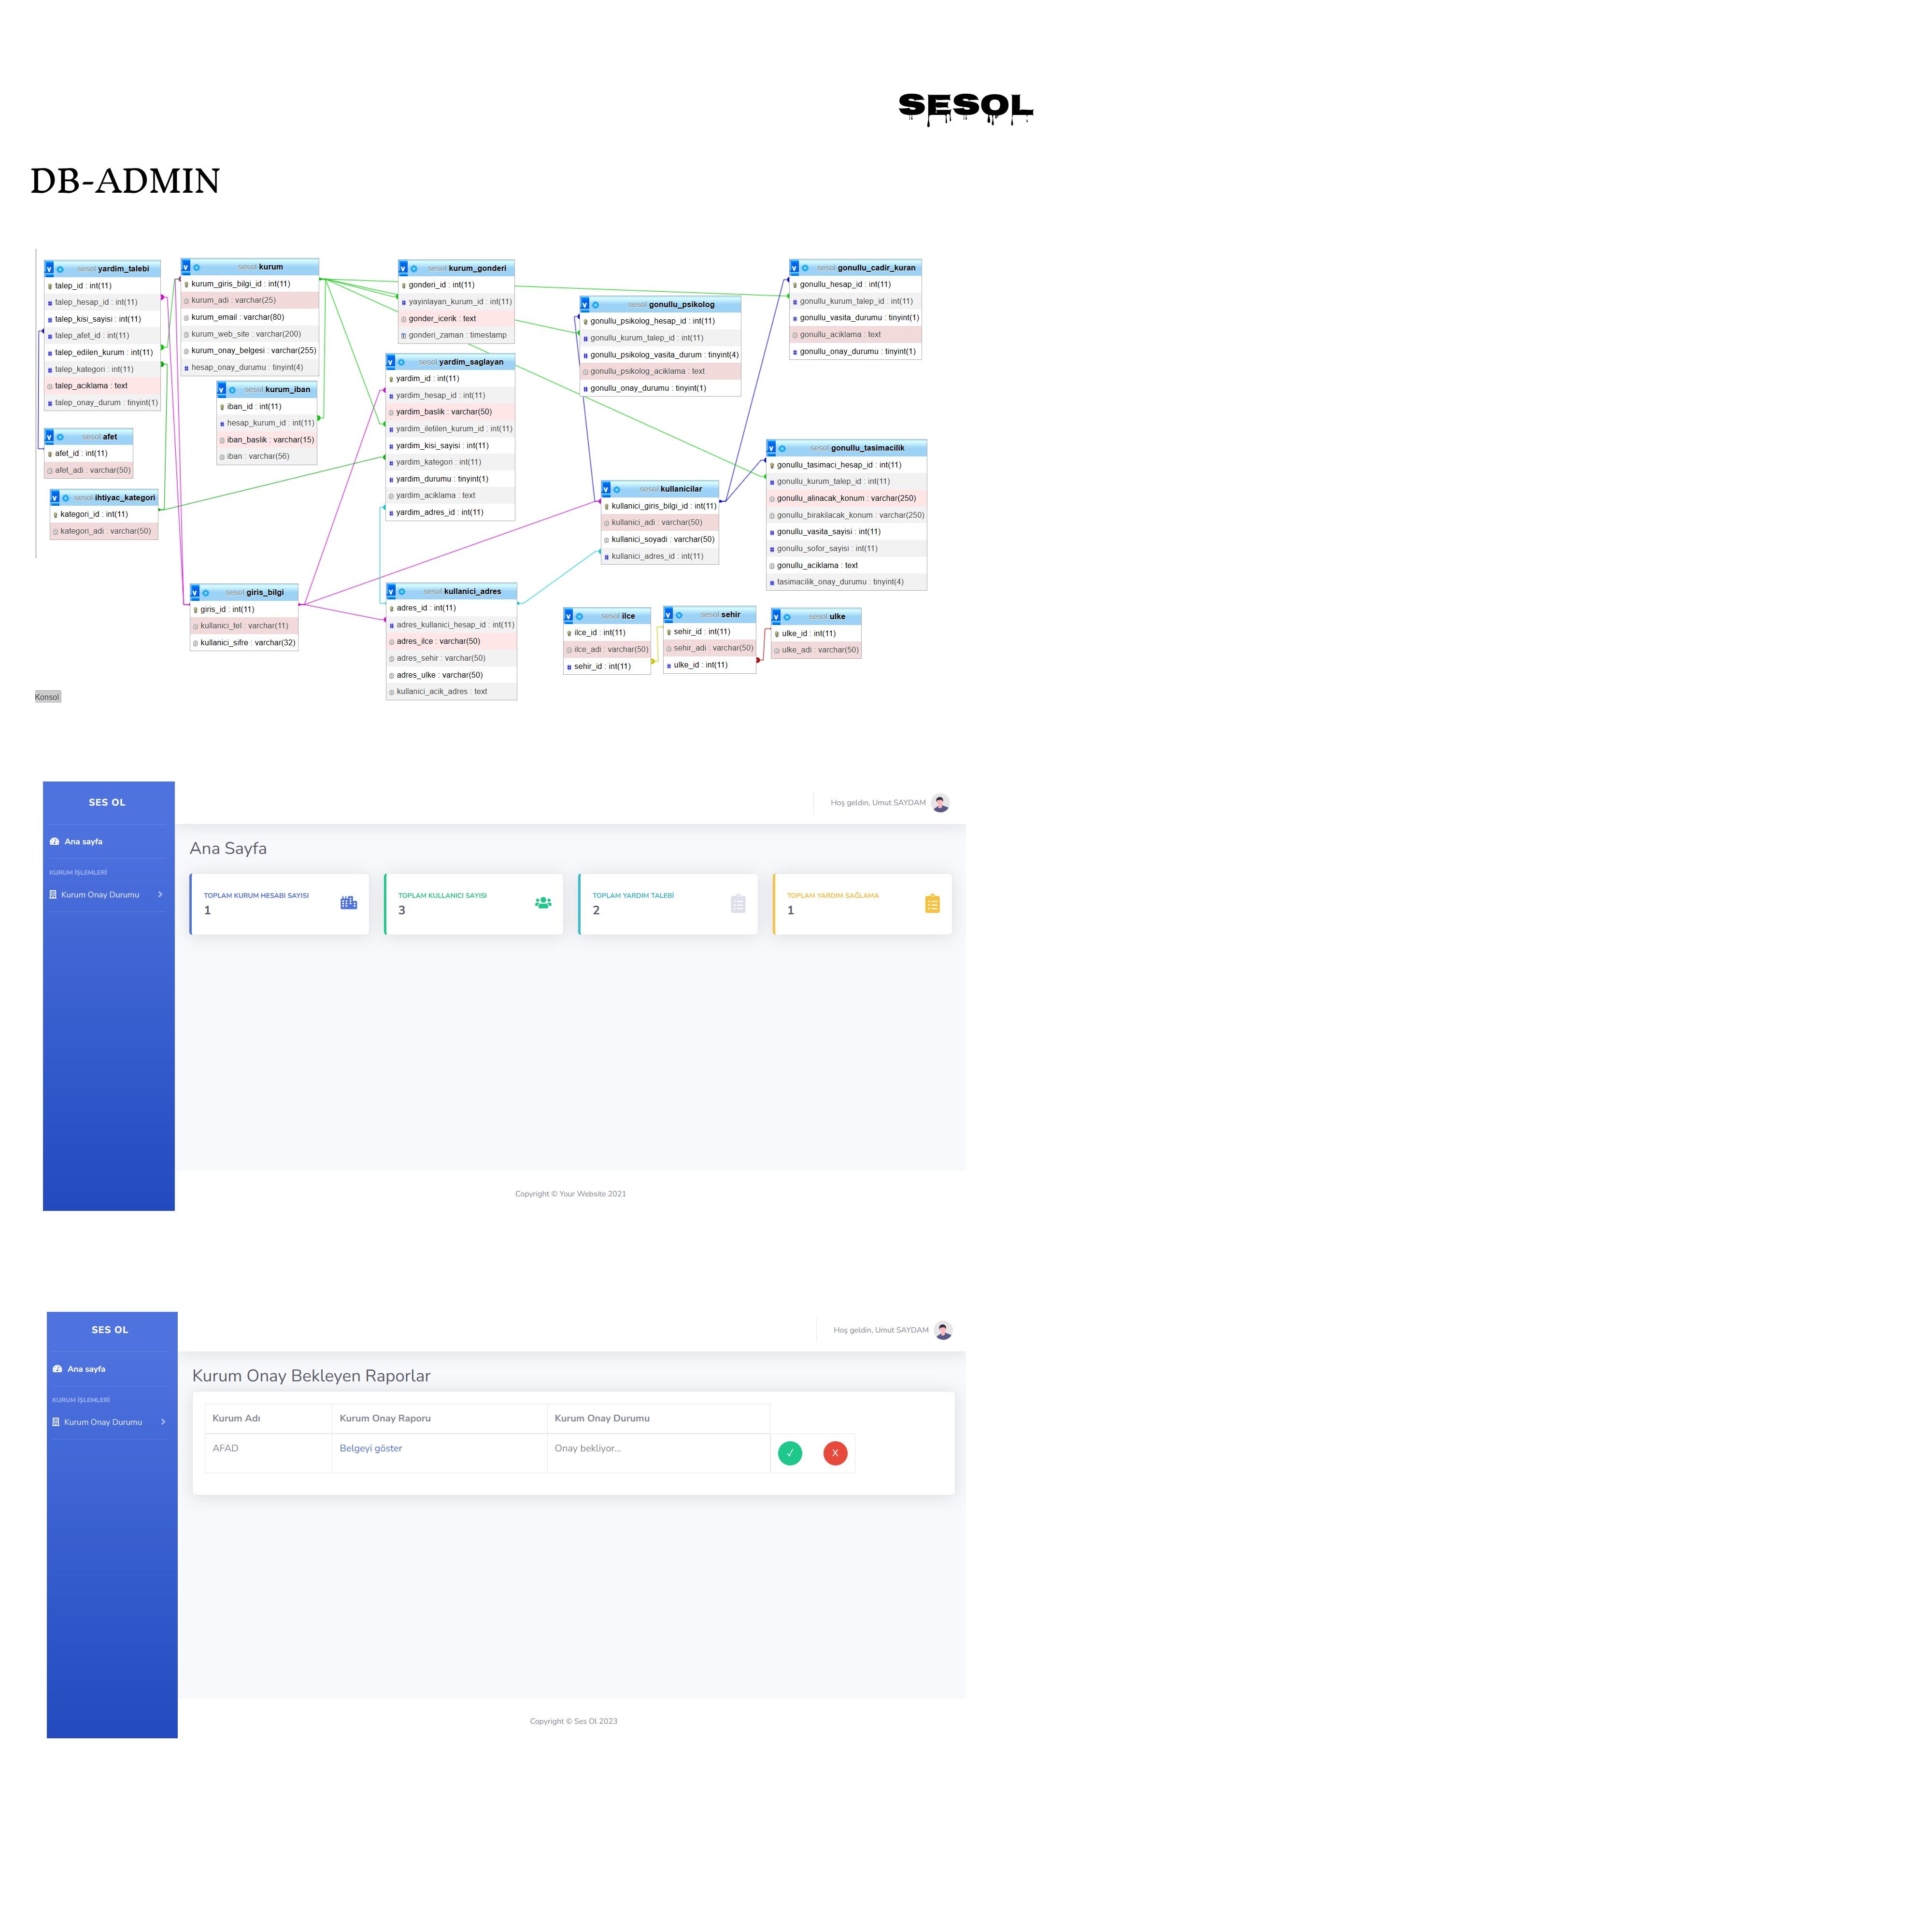 SESOL
DB-ADMIN
sesol yardim_talebi
talep_id : int(11)
talep_hesap_id : int(11)
talep_kisi_sayisi : int(11)
talep_afet_id : int(11)
talep_edilen_kurum : int(11)
talep_kategori : int(11)
talep_aciklama : text
talep_onay_durum : tinyint(1)
sesol afet
afet_id : int(11)
afet_adi : varchar(50)
sesol ihtiyac_kategori
kategori_id : int(11)
kategori_adi : varchar(50)
sesol kurum
kurum_giris_bilgi_id : int(11)
kurum_adi : varchar(25)
kurum_email : varchar(80)
kurum_web_site : varchar(200)
kurum_onay_belgesi : varchar(255)
hesap_onay_durumu : tinyint(4)
sesol kurum_iban
iban_id : int(11)
hesap_kurum_id : int(11)
iban_baslik : varchar(15)
iban : varchar(56)
sesol giris_bilgi
giris_id : int(11)
kullanici_tel : varchar(11)
kullanici_sifre : varchar(32)
sesol kurum_gonderi
gonderi_id : int(11)
yayinlayan_kurum_id : int(11)
gonder_icerik : text
gonderi_zaman : timestamp
sesol yardim_saglayan
yardim_id : int(11)
yardim_hesap_id : int(11)
yardim_baslik : varchar(50)
yardim_iletilen_kurum_id : int(11)
yardim_kisi_sayisi : int(11)
yardim_kategori : int(11)
yardim_durumu : tinyint(1)
yardim_aciklama : text
yardim_adres_id : int(11)
sesol kullanici_adres
adres_id : int(11)
adres_kullanici_hesap_id : int(11)
adres_ilce : varchar(50)
adres_sehir : varchar(50)
adres_ulke : varchar(50)
kullanici_acik_adres : text
sesol gonullu_psikolog
gonullu_psikolog_hesap_id : int(11)
gonullu_kurum_talep_id : int(11)
gonullu_psikolog_vasita_durum : tinyint(4)
gonullu_psikolog_aciklama : text
gonullu_onay_durumu : tinyint(1)
sesol kullanicilar
kullanici_giris_bilgi_id : int(11)
kullanici_adi : varchar(50)
kullanici_soyadi : varchar(50)
kullanici_adres_id : int(11)
sesol ilce
ilce_id : int(11)
ilce_adi : varchar(50)
sehir_id : int(11)
sesol sehir
sehir_id : int(11)
sehir_adi : varchar(50)
ulke_id : int(11)
sesol ulke
ulke_id : int(11)
ulke_adi : varchar(50)
sesol gonullu_cadir_kuran
gonullu_hesap_id : int(11)
gonullu_kurum_talep_id : int(11)
gonullu_vasita_durumu : tinyint(1)
gonullu_aciklama : text
gonullu_onay_durumu : tinyint(1)
sesol gonullu_tasimacilik
gonullu_tasimaci_hesap_id : int(11)
gonullu_kurum_talep_id : int(11)
gonullu_alinacak_konum : varchar(250)
gonullu_birakilacak_konum : varchar(250)
gonullu_vasita_sayisi : int(11)
gonullu_sofor_sayisi : int(11)
gonullu_aciklama : text
tasimacilik_onay_durumu : tinyint(4)
Konsol
SES OL
Ana sayfa
KURUM İŞLEMLERİ
Kurum Onay Durumu
Hoş geldin, Umut SAYDAM
Ana Sayfa
TOPLAM KURUM HESABI SAYISI
1
TOPLAM KULLANICI SAYISI
3
TOPLAM YARDIM TALEBİ
2
TOPLAM YARDIM SAĞLAMA
1
Copyright © Your Website 2021
SES OL
Ana sayfa
KURUM İŞLEMLERİ
Kurum Onay Durumu
Hoş geldin, Umut SAYDAM
Kurum Onay Bekleyen Raporlar
Kurum Adı Kurum Onay Raporu Kurum Onay Durumu
AFAD Belgeyi göster Onay bekliyor... ✓ X
Copyright © Ses Ol 2023